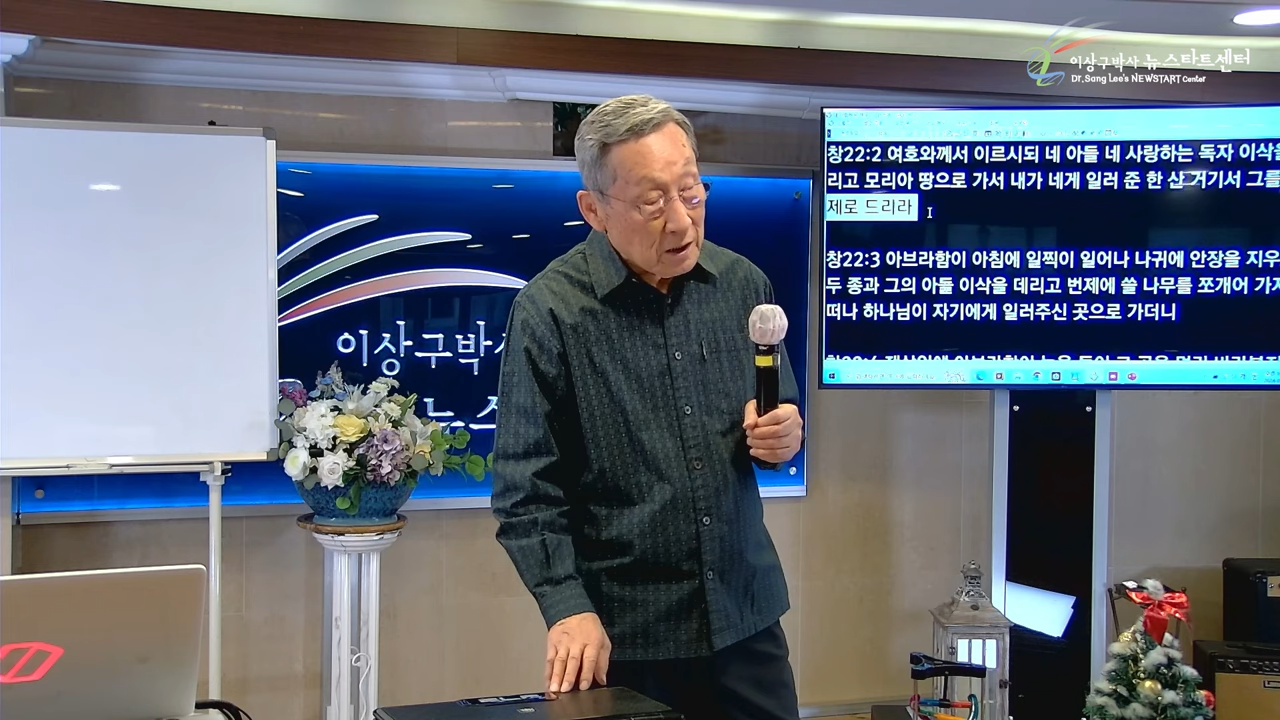 이상구박사 뉴스타트센터
Dr. Sang Lee's NEWSTART Center
창22:2 여호와께서 이르시되 네 아들 네 사랑하는 독자 이삭을
리고 모리아 땅으로 가서 내가 네게 일러 준 한 산 거기서 그를
제로 드리라
창22:3 아브라함이 아침에 일찍이 일어나 나귀에 안장을 지우
두 종과 그의 아들 이삭을 데리고 번제에 쓸 나무를 쪼개어 가지
떠나 하나님이 자기에게 일러주신 곳으로 가더니
이상구박사
뉴스